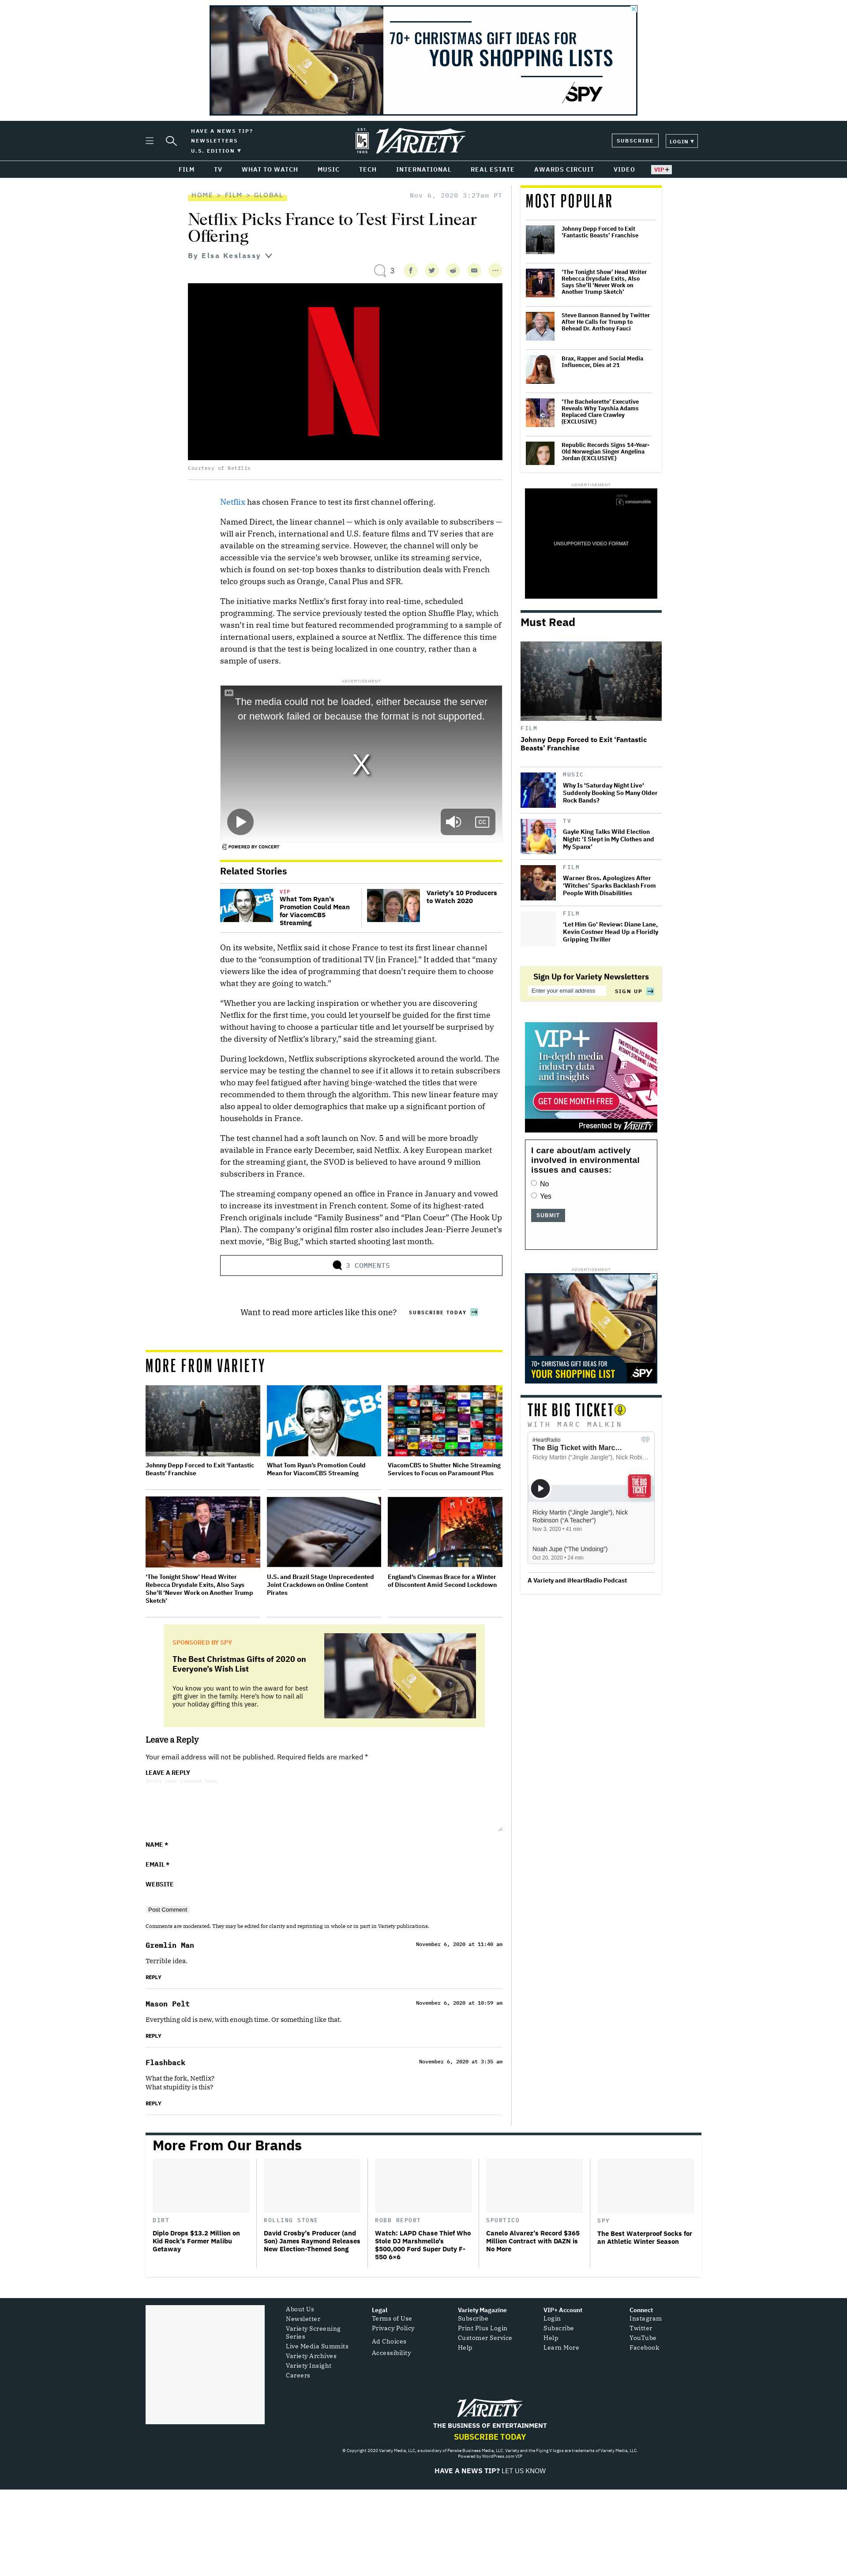 70+ CHRISTMAS GIFT IDEAS FOR
YOUR SHOPPING LISTS
SPY
HAVE A NEWS TIP?
NEWSLETTERS
U.S. EDITION ▼
EST.
1905
VARIETY
SUBSCRIBE
LOGIN ▼
FILM TV WHAT TO WATCH MUSIC TECH INTERNATIONAL REAL ESTATE AWARDS CIRCUIT VIDEO VIP+
HOME > FILM > GLOBAL
Nov 6, 2020 3:27am PT
Netflix Picks France to Test First Linear
Offering
By Elsa Keslassy
3
Courtesy of Netflix
Netflix has chosen France to test its first channel offering.
Named Direct, the linear channel — which is only available to subscribers —
will air French, international and U.S. feature films and TV series that are
available on the streaming service. However, the channel will only be
accessible via the service's web browser, unlike its streaming service,
which is found on set-top boxes thanks to distribution deals with French
telco groups such as Orange, Canal Plus and SFR.
The initiative marks Netflix's first foray into real-time, scheduled
programming. The service previously tested the option Shuffle Play, which
wasn't in real time but featured recommended programming to a sample of
international users, explained a source at Netflix. The difference this time
around is that the test is being localized in one country, rather than a
sample of users.
ADVERTISEMENT
AD
The media could not be loaded, either because the server
or network failed or because the format is not supported.
X
CC
POWERED BY CONCERT
Related Stories
VIP
What Tom Ryan's
Promotion Could Mean
for ViacomCBS
Streaming
Variety's 10 Producers
to Watch 2020
On its website, Netflix said it chose France to test its first linear channel
due to the "consumption of traditional TV [in France]." It added that "many
viewers like the idea of programming that doesn't require them to choose
what they are going to watch."
"Whether you are lacking inspiration or whether you are discovering
Netflix for the first time, you could let yourself be guided for the first time
without having to choose a particular title and let yourself be surprised by
the diversity of Netflix's library," said the streaming giant.
During lockdown, Netflix subscriptions skyrocketed around the world. The
service may be testing the channel to see if it allows it to retain subscribers
who may feel fatigued after having binge-watched the titles that were
recommended to them through the algorithm. This new linear feature may
also appeal to older demographics that make up a significant portion of
households in France.
The test channel had a soft launch on Nov. 5 and will be more broadly
available in France early December, said Netflix. A key European market
for the streaming giant, the SVOD is believed to have around 9 million
subscribers in France.
The streaming company opened an office in France in January and vowed
to increase its investment in French content. Some of its highest-rated
French originals include "Family Business" and "Plan Coeur" (The Hook Up
Plan). The company's original film roster also includes Jean-Pierre Jeunet's
next movie, "Big Bug," which started shooting last month.
3 COMMENTS
Want to read more articles like this one?
SUBSCRIBE TODAY
MOST POPULAR
Johnny Depp Forced to Exit
'Fantastic Beasts' Franchise
'The Tonight Show' Head Writer
Rebecca Drysdale Exits, Also
Says She'll 'Never Work on
Another Trump Sketch'
Steve Bannon Banned by Twitter
After He Calls for Trump to
Behead Dr. Anthony Fauci
Brax, Rapper and Social Media
Influencer, Dies at 21
'The Bachelorette' Executive
Reveals Why Tayshia Adams
Replaced Clare Crawley
(EXCLUSIVE)
Republic Records Signs 14-Year-
Old Norwegian Singer Angelina
Jordan (EXCLUSIVE)
ADVERTISEMENT
consumable
UNSUPPORTED VIDEO FORMAT
Must Read
FILM
Johnny Depp Forced to Exit 'Fantastic
Beasts' Franchise
MUSIC
Why Is 'Saturday Night Live'
Suddenly Booking So Many Older
Rock Bands?
TV
Gayle King Talks Wild Election
Night: 'I Slept in My Clothes and
My Spanx'
FILM
Warner Bros. Apologizes After
'Witches' Sparks Backlash From
People With Disabilities
FILM
'Let Him Go' Review: Diane Lane,
Kevin Costner Head Up a Floridly
Gripping Thriller
Sign Up for Variety Newsletters
Enter your email address
SIGN UP
VIP+
In-depth media
industry data
and insights
GET ONE MONTH FREE
Presented by VARIETY
I care about/am actively
involved in environmental
issues and causes:
No
Yes
SUBMIT
ADVERTISEMENT
70+ CHRISTMAS GIFT IDEAS FOR
YOUR SHOPPING LIST
SPY
THE BIG TICKET
WITH MARC MALKIN
iHeartRadio
The Big Ticket with Marc…
Ricky Martin ("Jingle Jangle"), Nick Robi…
THE BIG TICKET
Ricky Martin ("Jingle Jangle"), Nick
Robinson ("A Teacher")
Nov 3, 2020 • 41 min
Noah Jupe ("The Undoing")
Oct 20, 2020 • 24 min
A Variety and iHeartRadio Podcast
MORE FROM VARIETY
Johnny Depp Forced to Exit 'Fantastic
Beasts' Franchise
What Tom Ryan's Promotion Could
Mean for ViacomCBS Streaming
ViacomCBS to Shutter Niche Streaming
Services to Focus on Paramount Plus
'The Tonight Show' Head Writer
Rebecca Drysdale Exits, Also Says
She'll 'Never Work on Another Trump
Sketch'
U.S. and Brazil Stage Unprecedented
Joint Crackdown on Online Content
Pirates
England's Cinemas Brace for a Winter
of Discontent Amid Second Lockdown
SPONSORED BY SPY
The Best Christmas Gifts of 2020 on
Everyone's Wish List
You know you want to win the award for best
gift giver in the family. Here's how to nail all
your holiday gifting this year.
Leave a Reply
Your email address will not be published. Required fields are marked *
LEAVE A REPLY
Enter your comment here
NAME *
EMAIL *
WEBSITE
Post Comment
Comments are moderated. They may be edited for clarity and reprinting in whole or in part in Variety publications.
Gremlin Man
November 6, 2020 at 11:40 am
Terrible idea.
REPLY
Mason Pelt
November 6, 2020 at 10:59 am
Everything old is new, with enough time. Or something like that.
REPLY
Flashback
November 6, 2020 at 3:35 am
What the fork, Netflix?
What stupidity is this?
REPLY
More From Our Brands
DIRT
Diplo Drops $13.2 Million on
Kid Rock's Former Malibu
Getaway
ROLLING STONE
David Crosby's Producer (and
Son) James Raymond Releases
New Election-Themed Song
ROBB REPORT
Watch: LAPD Chase Thief Who
Stole DJ Marshmello's
$500,000 Ford Super Duty F-
550 6×6
SPORTICO
Canelo Alvarez's Record $365
Million Contract with DAZN is
No More
SPY
The Best Waterproof Socks for
an Athletic Winter Season
About Us
Newsletter
Variety Screening
Series
Live Media Summits
Variety Archives
Variety Insight
Careers
Legal
Terms of Use
Privacy Policy
Ad Choices
Accessibility
Variety Magazine
Subscribe
Print Plus Login
Customer Service
Help
VIP+ Account
Login
Subscribe
Help
Learn More
Connect
Instagram
Twitter
YouTube
Facebook
VARIETY
THE BUSINESS OF ENTERTAINMENT
SUBSCRIBE TODAY
© Copyright 2020 Variety Media, LLC, a subsidiary of Penske Business Media, LLC. Variety and the Flying V logos are trademarks of Variety Media, LLC.
Powered by WordPress.com VIP
HAVE A NEWS TIP? LET US KNOW